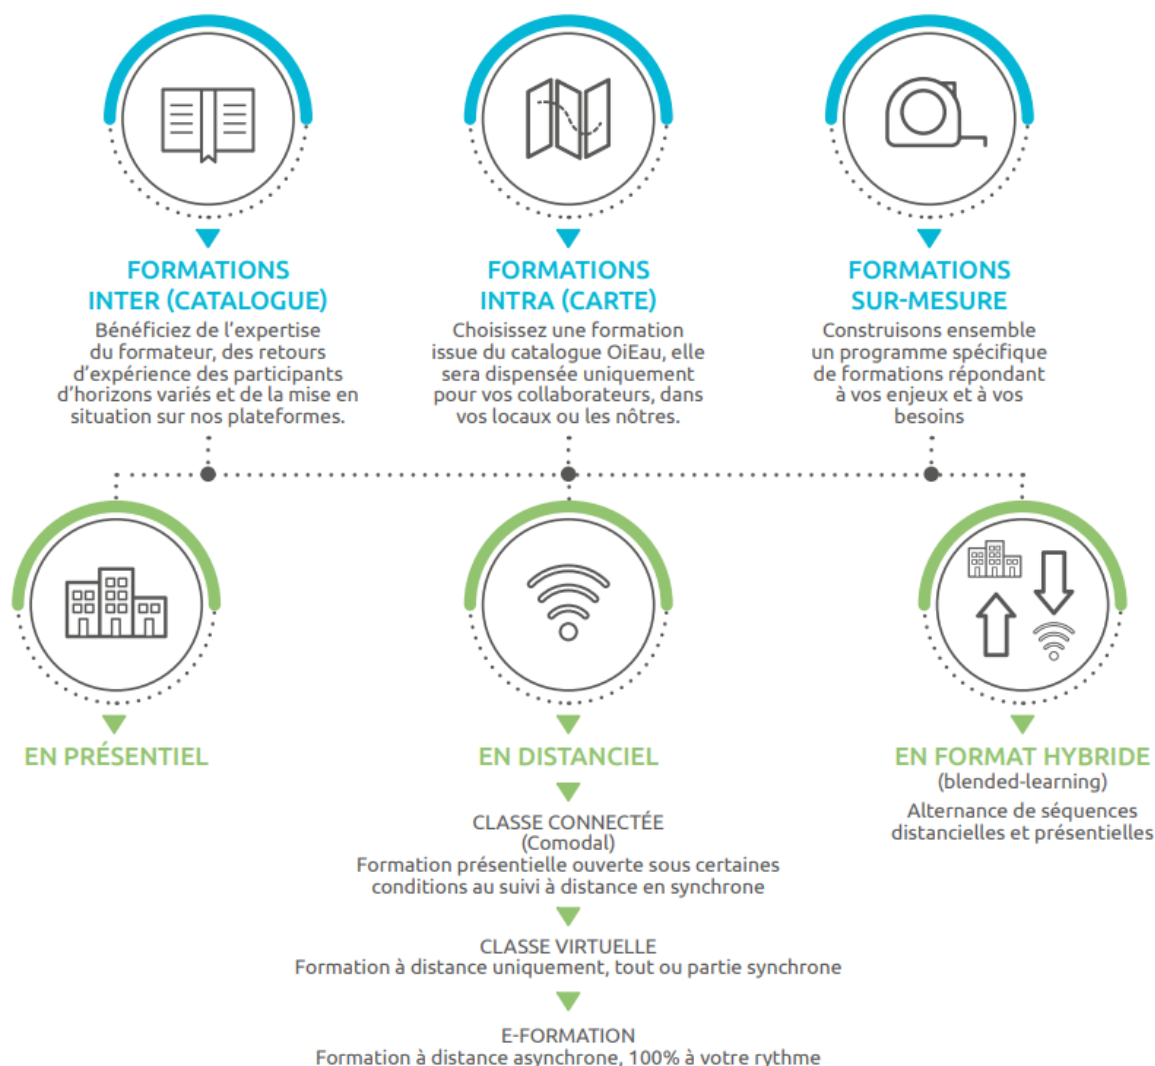 FORMATIONS
INTER (CATALOGUE)
Bénéficiez de l'expertise
du formateur, des retours
d'expérience des participants
d'horizons variés et de la mise en
situation sur nos plateformes.
FORMATIONS
INTRA (CARTE)
Choisissez une formation
issue du catalogue OiEau, elle
sera dispensée uniquement
pour vos collaborateurs, dans
vos locaux ou les nôtres.
FORMATIONS
SUR-MESURE
Construisons ensemble
un programme spécifique
de formations répondant
à vos enjeux et à vos
besoins
EN PRÉSENTIEL
EN DISTANCIEL
CLASSE CONNECTÉE
(Comodal)
Formation présentielle ouverte sous certaines
conditions au suivi à distance en synchrone
CLASSE VIRTUELLE
Formation à distance uniquement, tout ou partie synchrone
E-FORMATION
Formation à distance asynchrone, 100% à votre rythme
EN FORMAT HYBRIDE
(blended-learning)
Alternance de séquences
distancielles et présentielles